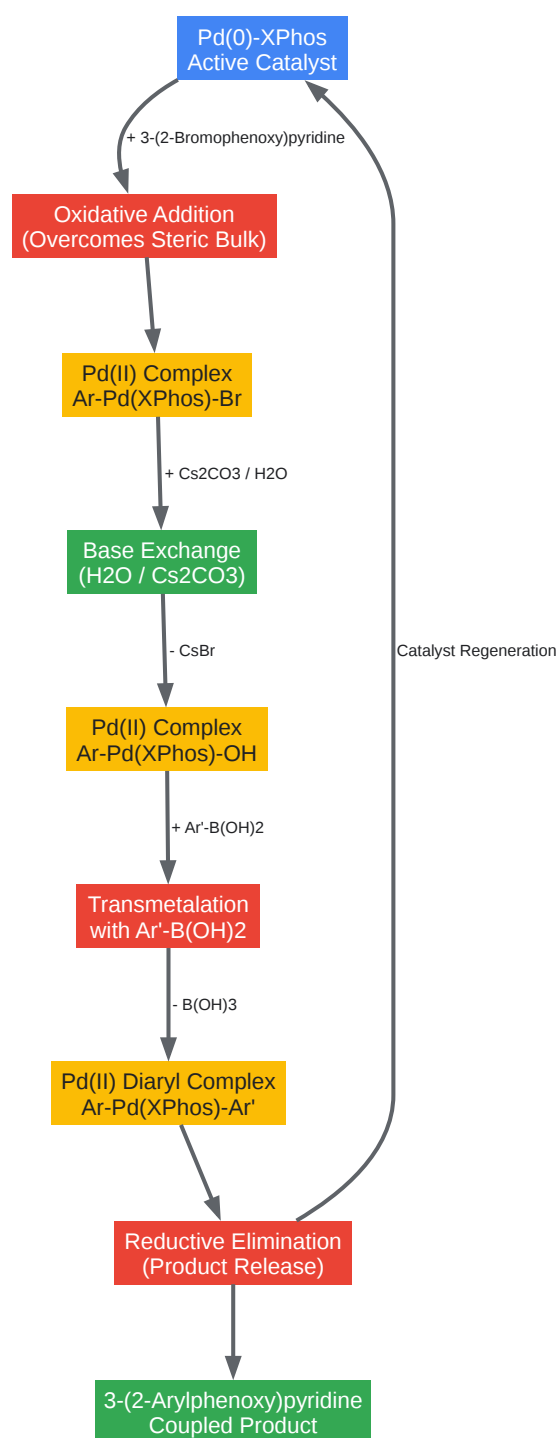 Pd(0)-XPhos
Active Catalyst
+ 3-(2-Bromophenoxy)pyridine
Oxidative Addition
(Overcomes Steric Bulk)
Pd(II) Complex
Ar-Pd(XPhos)-Br
+ Cs2CO3 / H2O
Base Exchange
(H2O / Cs2CO3)
- CsBr
Catalyst Regeneration
Pd(II) Complex
Ar-Pd(XPhos)-OH
+ Ar'-B(OH)2
Transmetalation
with Ar'-B(OH)2
- B(OH)3
Pd(II) Diaryl Complex
Ar-Pd(XPhos)-Ar'
Reductive Elimination
(Product Release)
3-(2-Arylphenoxy)pyridine
Coupled Product